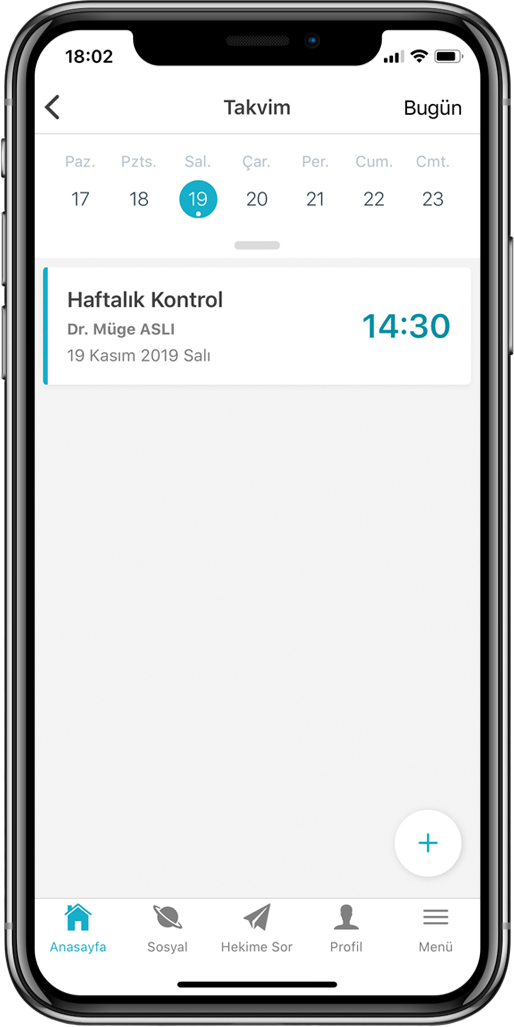 18:02
Takvim Bugün
Paz. Pzts. Sal. Çar. Per. Cum. Cmt.
17 18 19 20 21 22 23
Haftalık Kontrol
Dr. Müge ASLI
19 Kasım 2019 Salı
14:30
Anasayfa Sosyal Hekime Sor Profil Menü